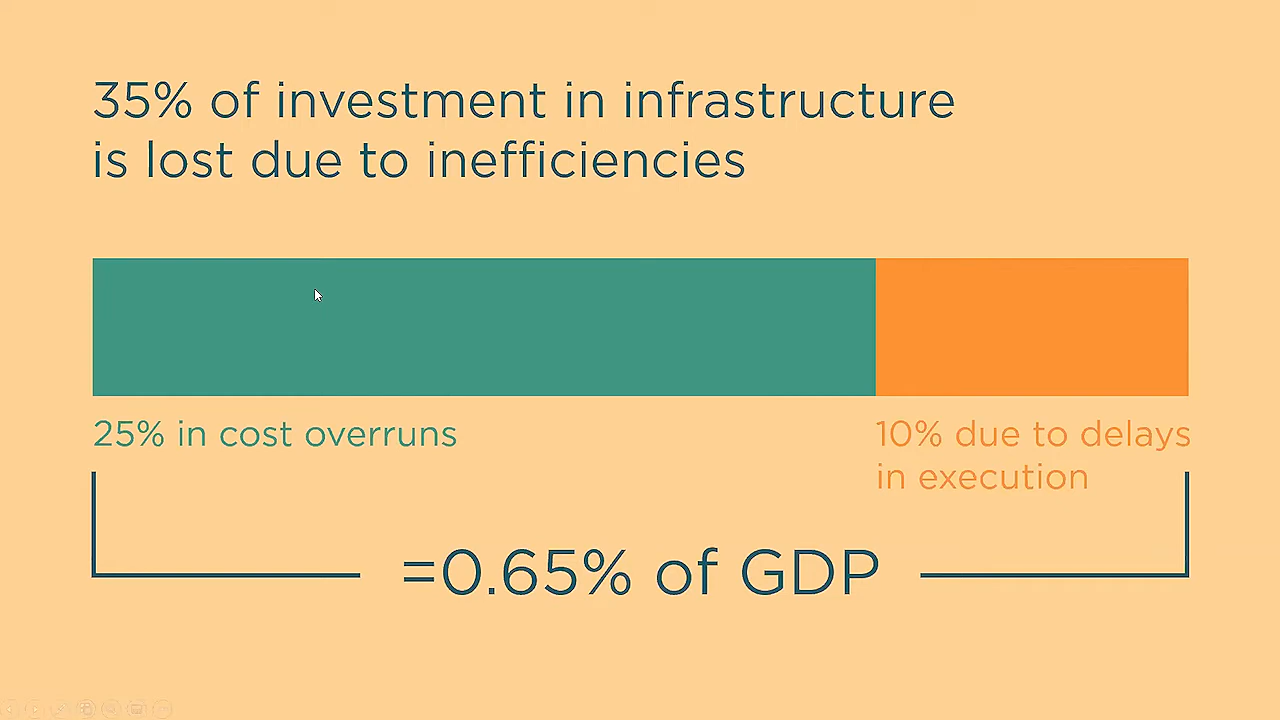 35% of investment in infrastructure
is lost due to inefficiencies
25% in cost overruns
10% due to delays
in execution
=0.65% of GDP